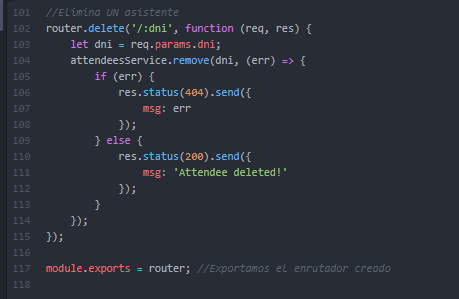 101 //Elimina UN asistente
102 router.delete('/:dni', function (req, res) {
103     let dni = req.params.dni;
104     attendeesService.remove(dni, (err) => {
105         if (err) {
106             res.status(404).send({
107                 msg: err
108             });
109         } else {
110             res.status(200).send({
111                 msg: 'Attendee deleted!'
112             });
113         }
114     });
115 });
116
117 module.exports = router; //Exportamos el enrutador creado
118